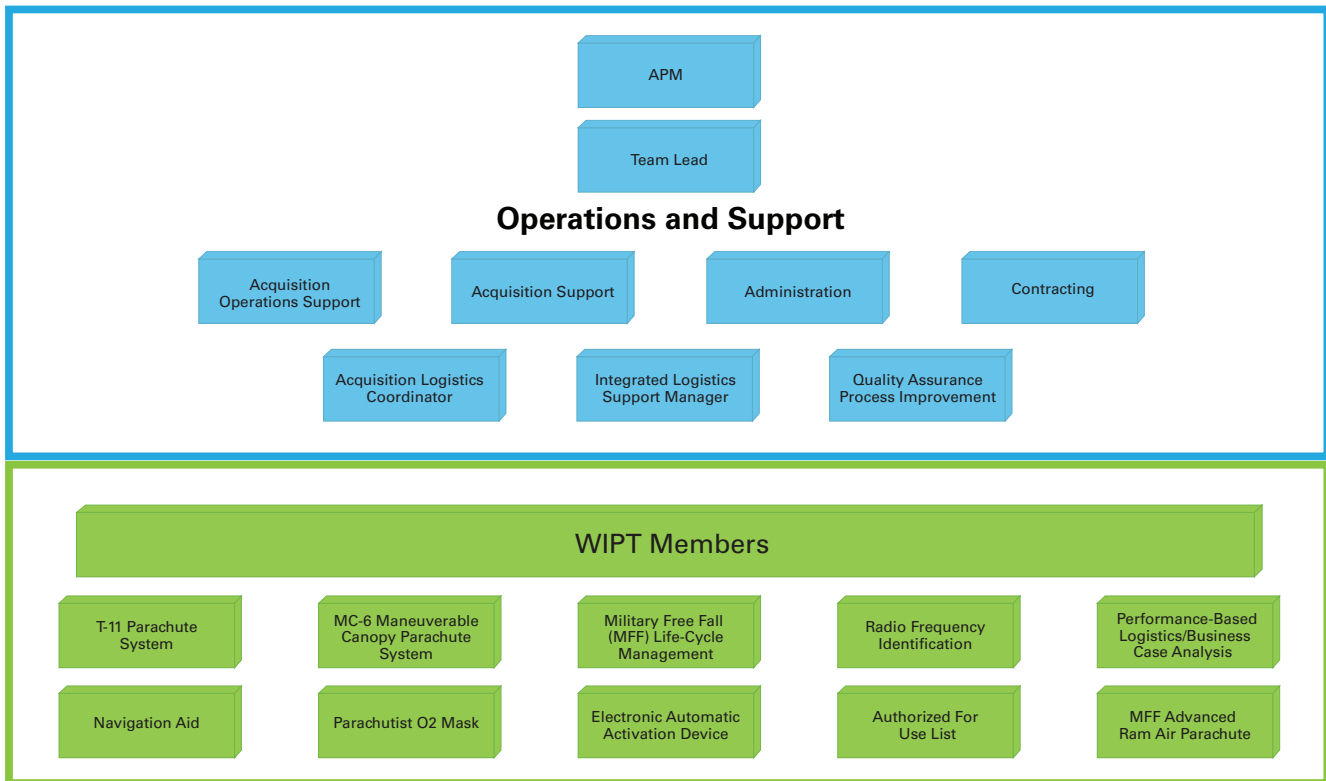 APM
Team Lead
Operations and Support
Acquisition
Operations Support
Acquisition Support
Administration
Contracting
Acquisition Logistics
Coordinator
Integrated Logistics
Support Manager
Quality Assurance
Process Improvement
WIPT Members
T-11 Parachute
System
MC-6 Maneuverable
Canopy Parachute
System
Military Free Fall
(MFF) Life-Cycle
Management
Radio Frequency
Identification
Performance-Based
Logistics/Business
Case Analysis
Navigation Aid
Parachutist O2 Mask
Electronic Automatic
Activation Device
Authorized For
Use List
MFF Advanced
Ram Air Parachute